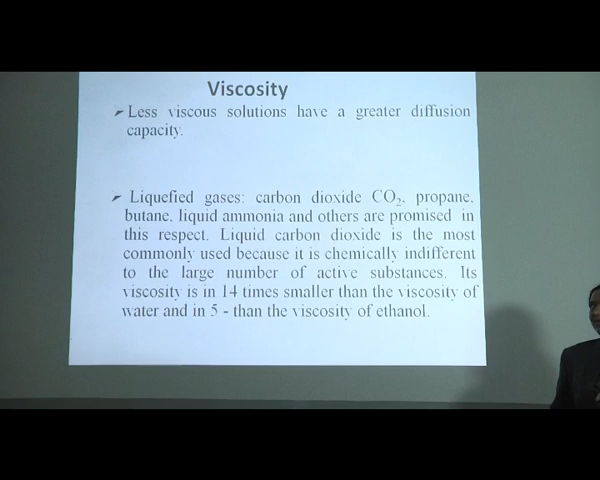 Viscosity
➢ Less viscous solutions have a greater diffusion
capacity.
➢ Liquefied gases: carbon dioxide CO₂, propane,
butane, liquid ammonia and others are promised in
this respect. Liquid carbon dioxide is the most
commonly used because it is chemically indifferent
to the large number of active substances. Its
viscosity is in 14 times smaller than the viscosity of
water and in 5 - than the viscosity of ethanol.